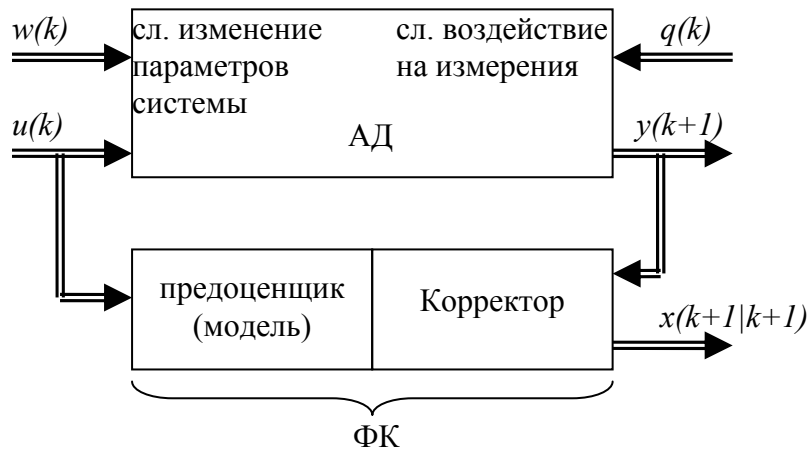 w(k)
сл. изменение
параметров
системы
сл. воздействие
на измерения
q(k)
u(k)
АД
y(k+1)
предоценщик
(модель)
Корректор
x(k+1|k+1)
ФК